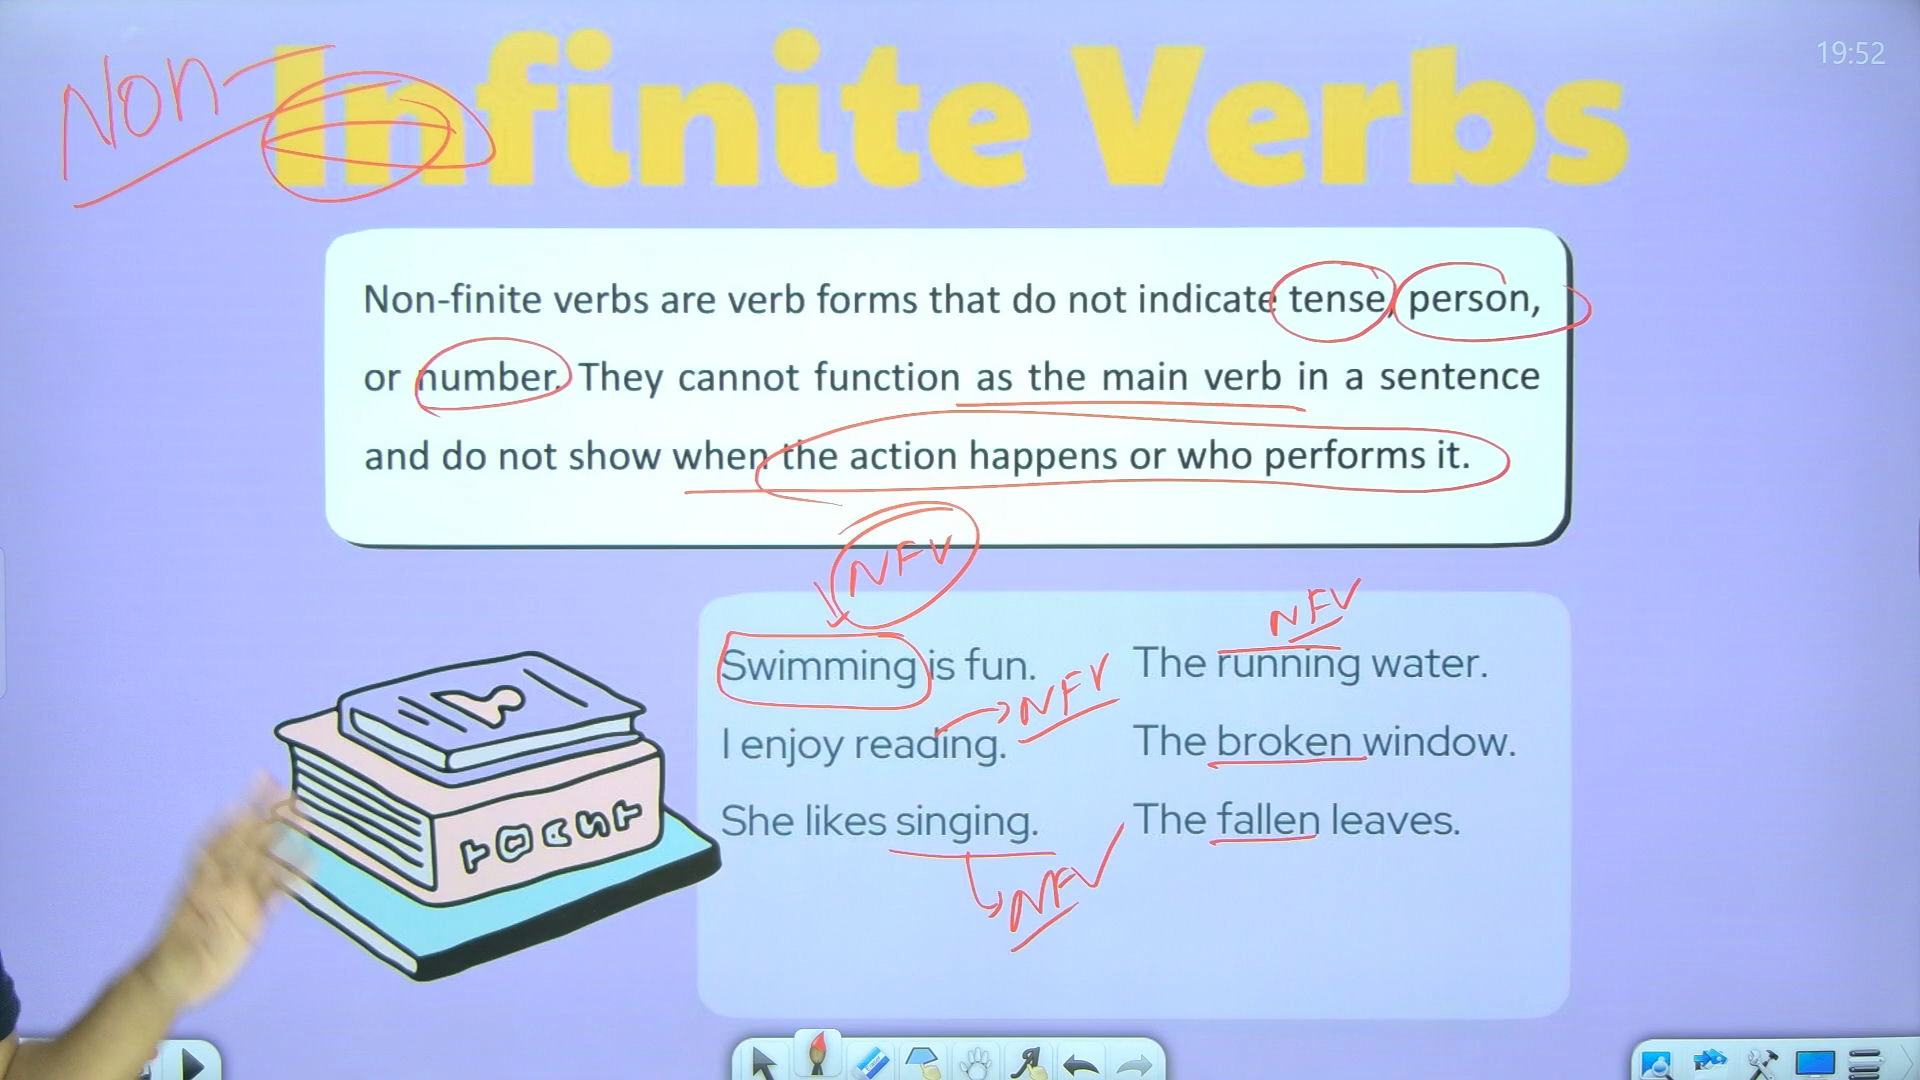 Non-
Infinite Verbs
19:52
Non-finite verbs are verb forms that do not indicate tense, person,
or number. They cannot function as the main verb in a sentence
and do not show when the action happens or who performs it.
NFV
NFV
Swimming is fun.
The running water.
NFV
I enjoy reading.
The broken window.
She likes singing.
The fallen leaves.
NFV